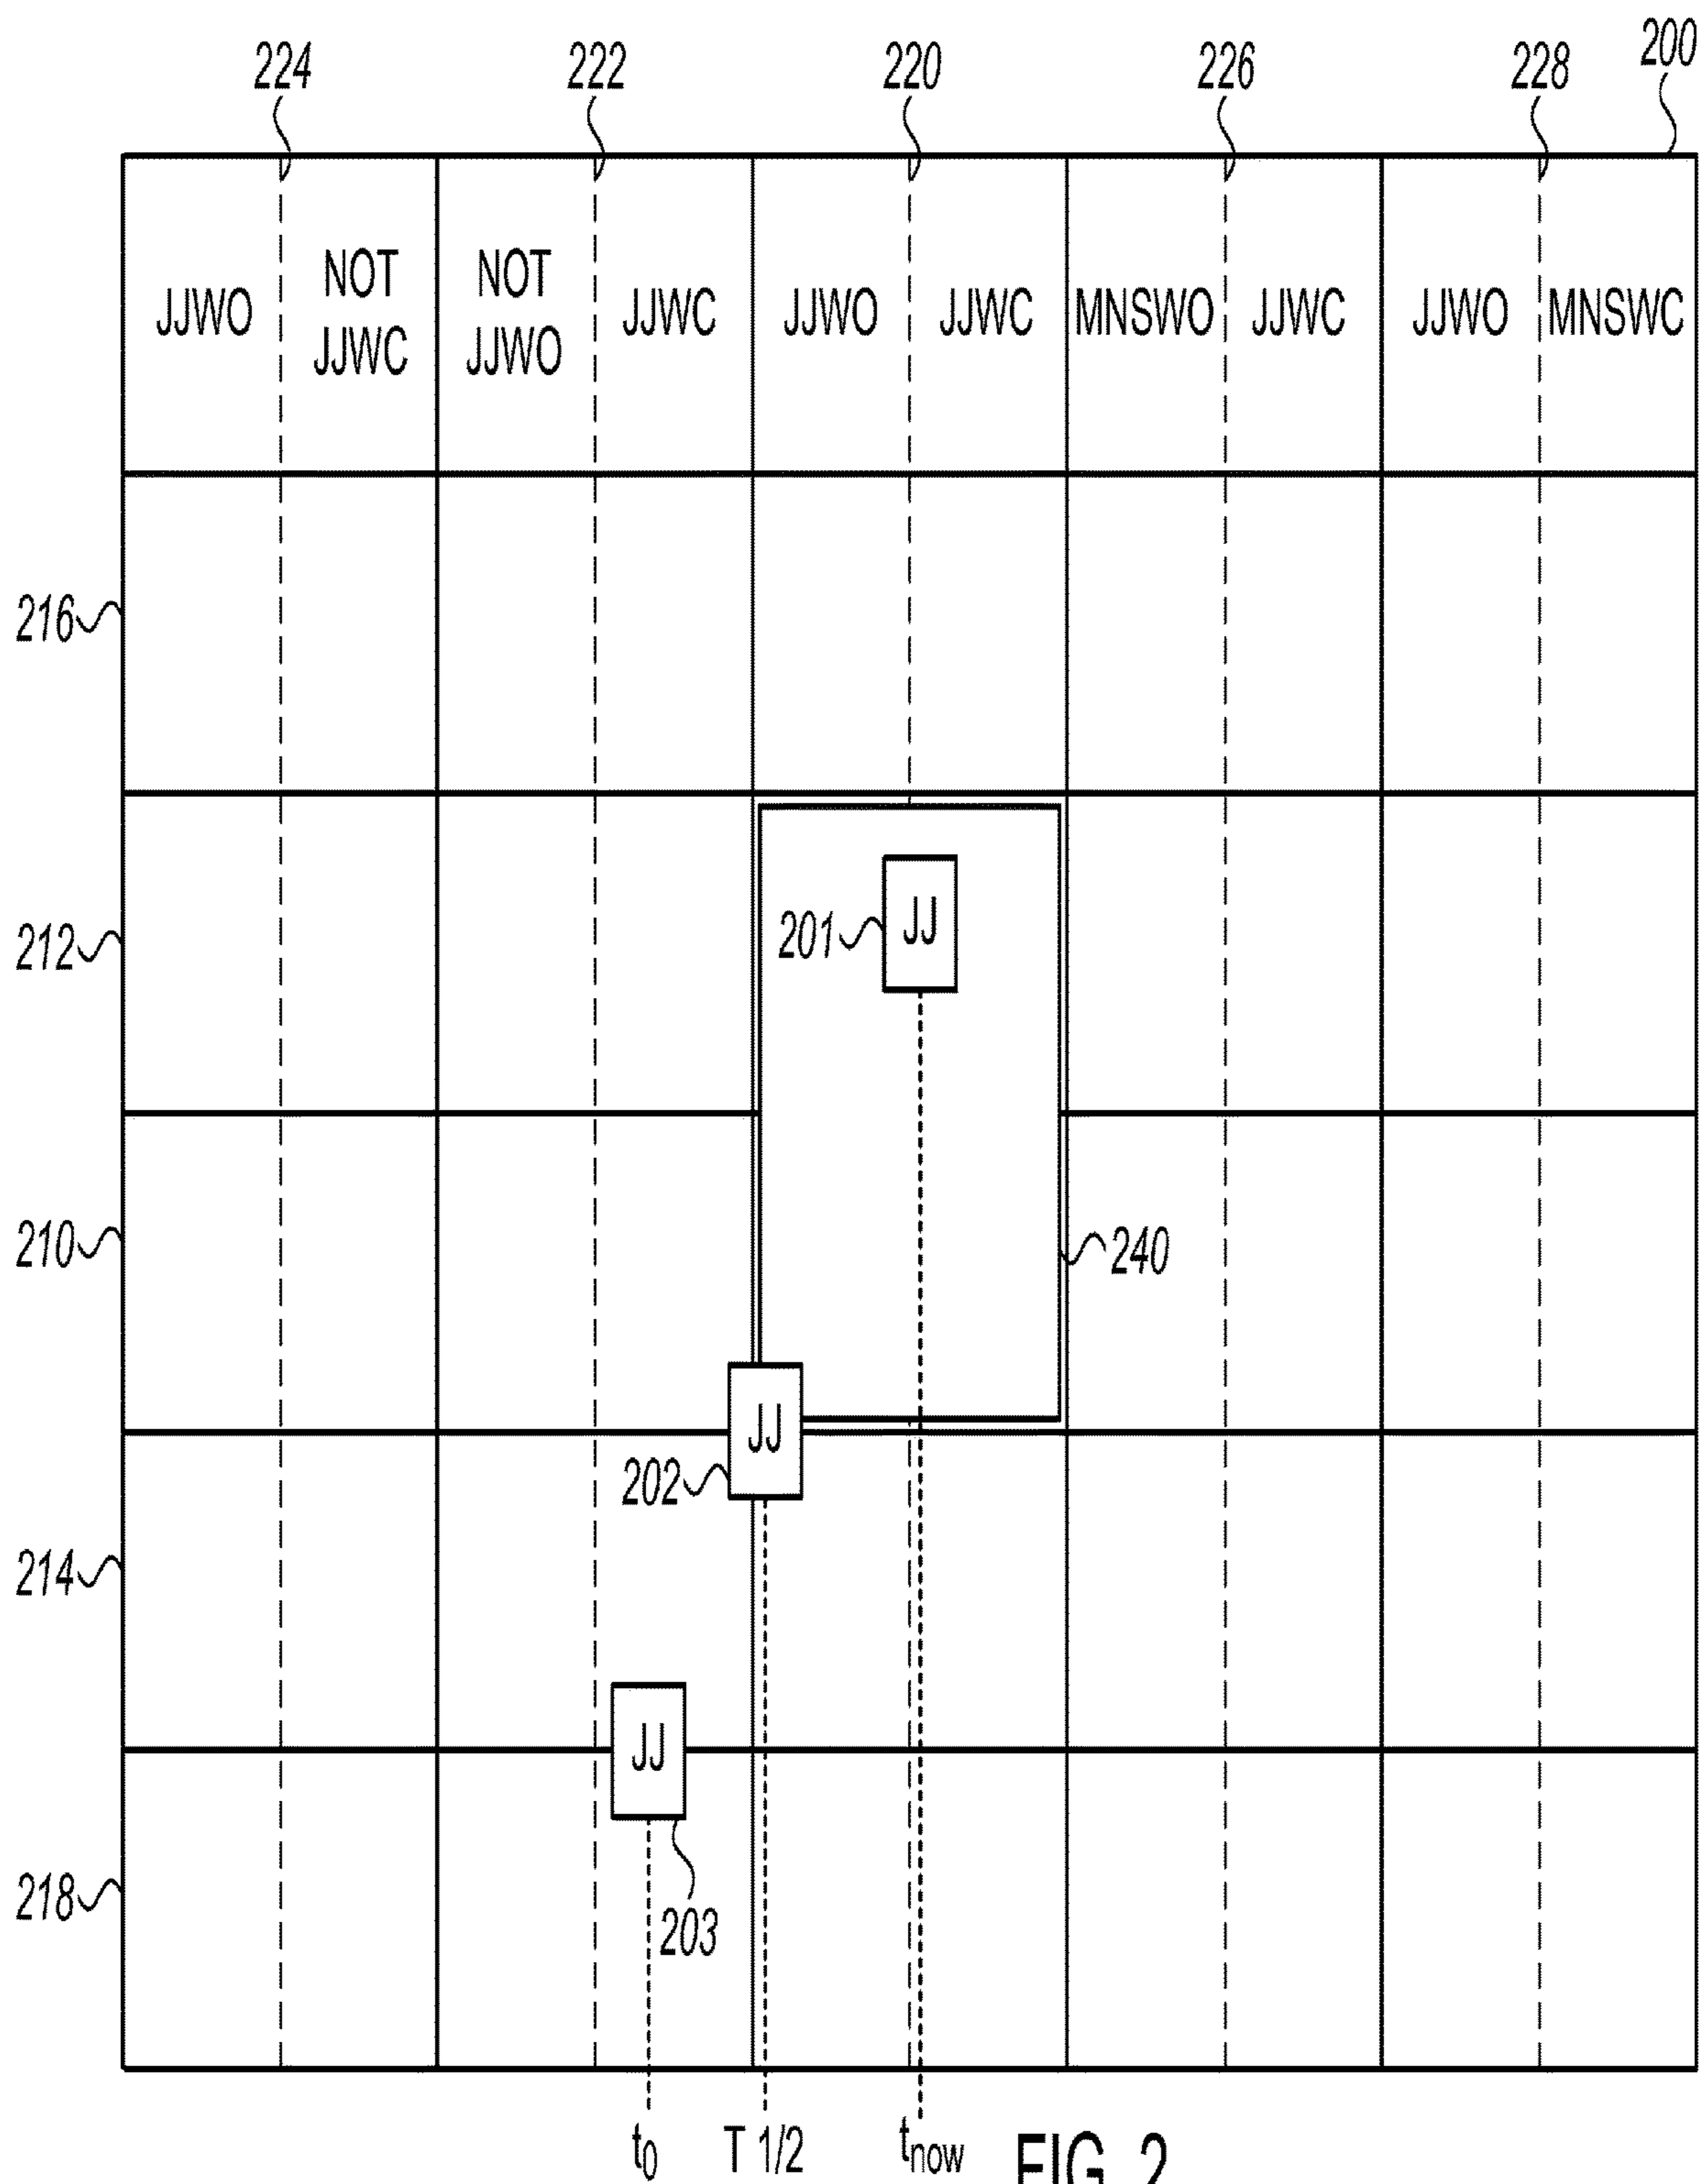 224 222 220 226 228 200
JJWO NOT JJWC NOT JJWO JJWC JJWO JJWC MNSWO JJWC JJWO MNSWC
216
212
201 JJ
210
240
JJ
202
214
JJ
218
203
t0 T 1/2 tnow
FIG. 2